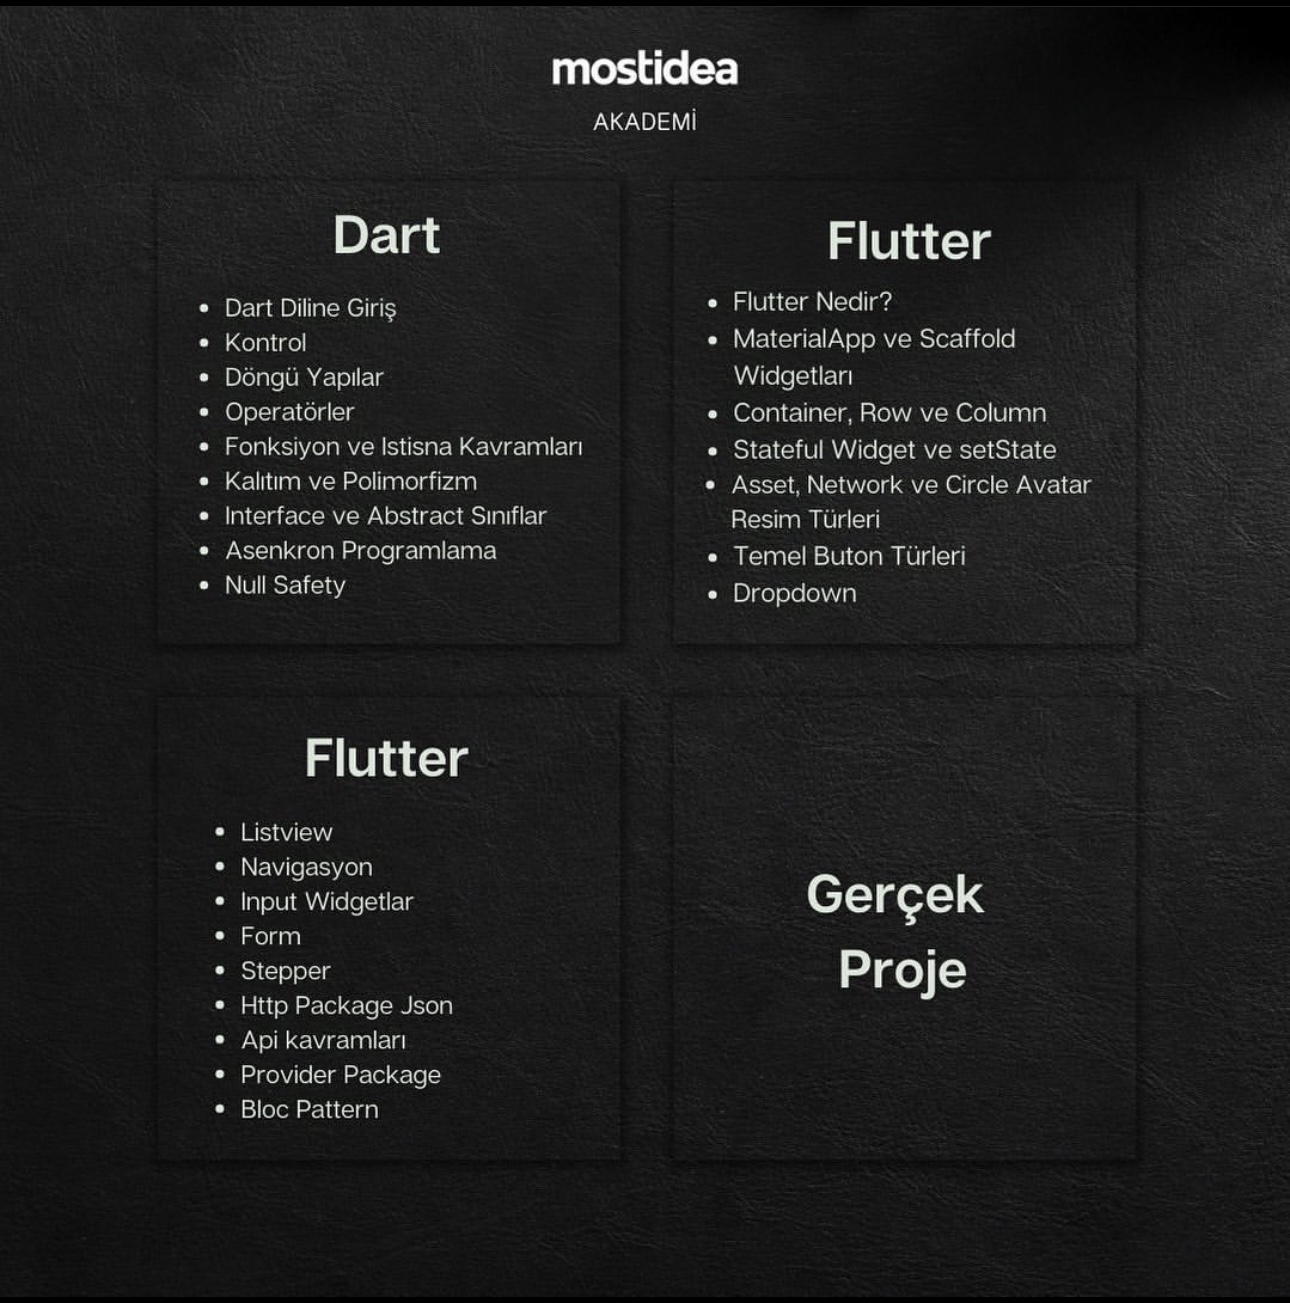 mostidea
AKADEMİ
Dart
• Dart Diline Giriş
• Kontrol
• Döngü Yapılar
• Operatörler
• Fonksiyon ve Istisna Kavramları
• Kalıtım ve Polimorfizm
• Interface ve Abstract Sınıflar
• Asenkron Programlama
• Null Safety
Flutter
• Flutter Nedir?
• MaterialApp ve Scaffold
Widgetları
• Container, Row ve Column
• Stateful Widget ve setState
• Asset, Network ve Circle Avatar
Resim Türleri
• Temel Buton Türleri
• Dropdown
Flutter
• Listview
• Navigasyon
• Input Widgetlar
• Form
• Stepper
• Http Package Json
• Api kavramları
• Provider Package
• Bloc Pattern
Gerçek
Proje